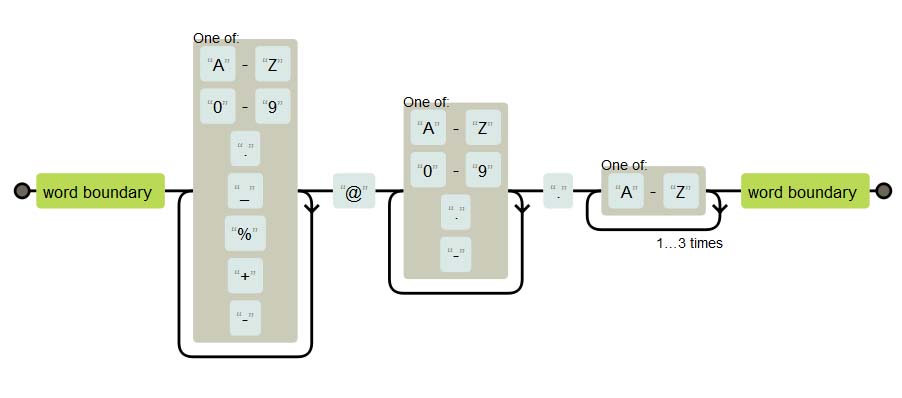 One of:
“A” - “Z”
“0” - “9”
“.”
“_”
“%”
“+”
“-”
One of:
“A” - “Z”
“0” - “9”
“.”
“-”
One of:
“A” - “Z”
word boundary
“@”
“.”
word boundary
1...3 times